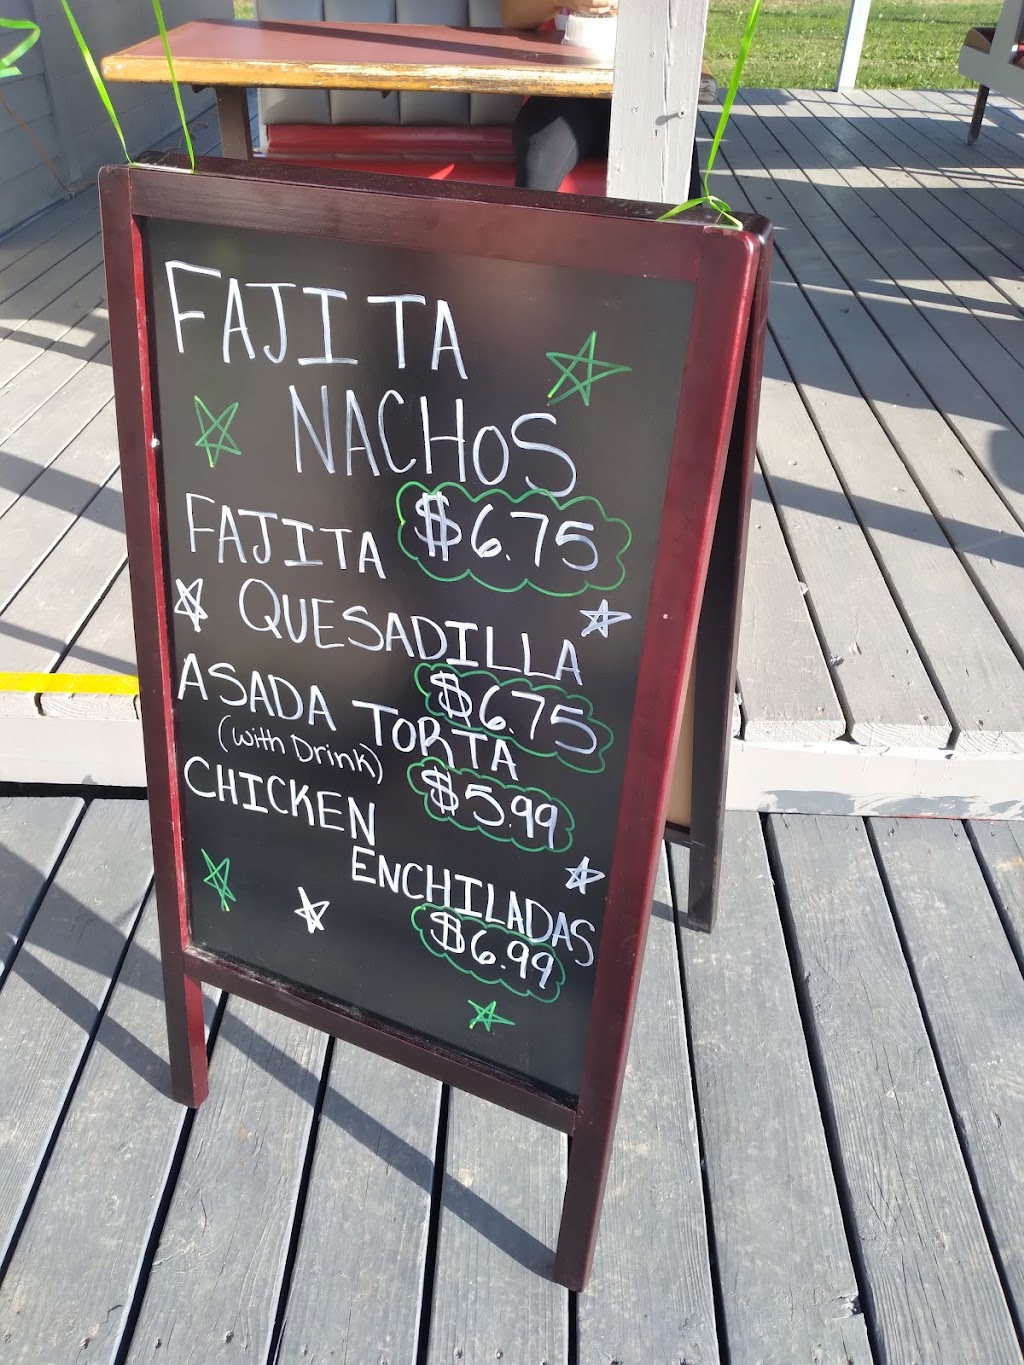 FAJITA
NACHOS
$6.75
FAJITA
QUESADILLA
$6.75
ASADA TORTA
(with Drink)
$5.99
CHICKEN
ENCHILADAS
$6.99